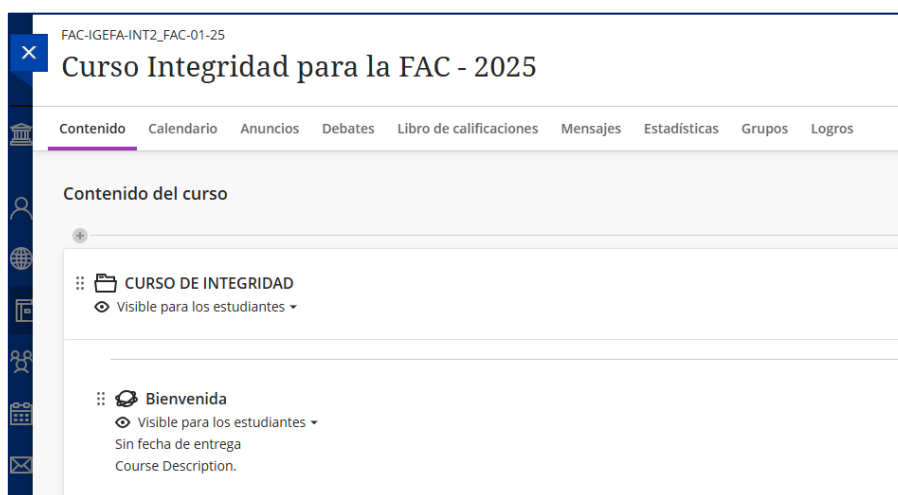 FAC-IGEFA-INT2_FAC-01-25
Curso Integridad para la FAC - 2025
Contenido Calendario Anuncios Debates Libro de calificaciones Mensajes Estadísticas Grupos Logros
Contenido del curso
CURSO DE INTEGRIDAD
Visible para los estudiantes
Bienvenida
Visible para los estudiantes
Sin fecha de entrega
Course Description.